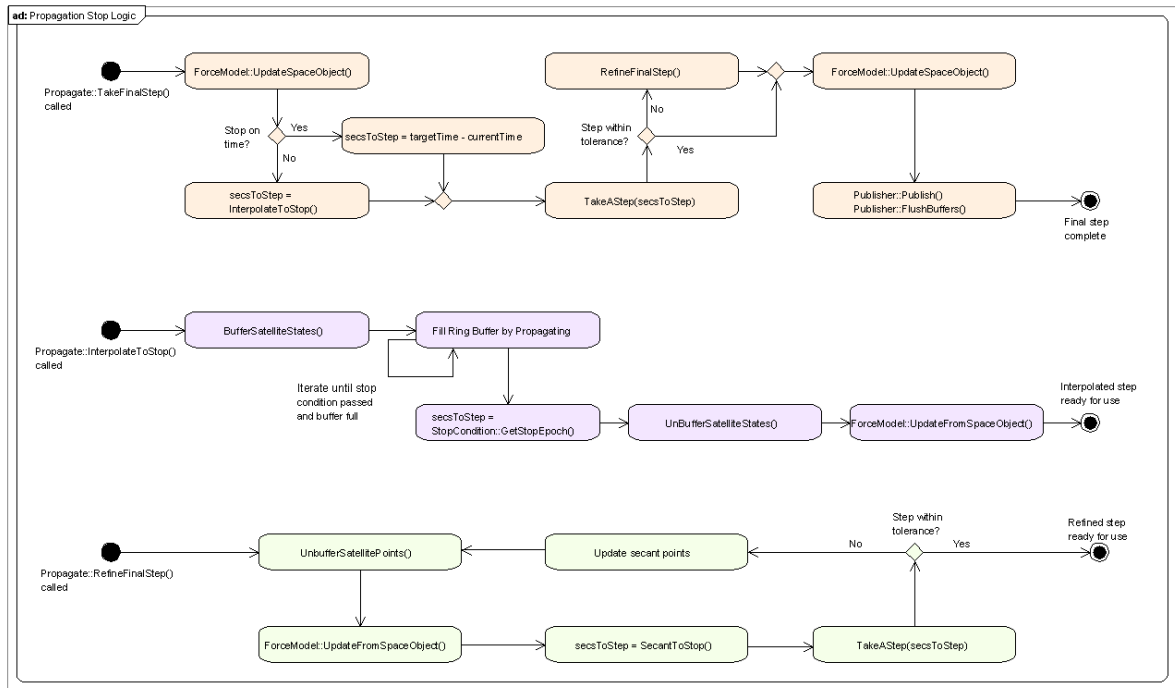 ad: Propagation Stop Logic
Propagate::TakeFinalStep()
called
ForceModel::UpdateSpaceObject()
Stop on
time?
Yes
No
secsToStep = targetTime - currentTime
secsToStep =
InterpolateToStop()
TakeAStep(secsToStep)
Step within
tolerance?
No
Yes
RefineFinalStep()
ForceModel::UpdateSpaceObject()
Publisher::Publish()
Publisher::FlushBuffers()
Final step
complete
Propagate::InterpolateToStop()
called
BufferSatelliteStates()
Fill Ring Buffer by Propagating
Iterate until stop
condition passed
and buffer full
secsToStep =
StopCondition::GetStopEpoch()
UnBufferSatelliteStates()
ForceModel::UpdateFromSpaceObject()
Interpolated step
ready for use
Propagate::RefineFinalStep()
called
UnbufferSatellitePoints()
Update secant points
No
Step within
tolerance?
Yes
Refined step
ready for use
ForceModel::UpdateFromSpaceObject()
secsToStep = SecantToStop()
TakeAStep(secsToStep)